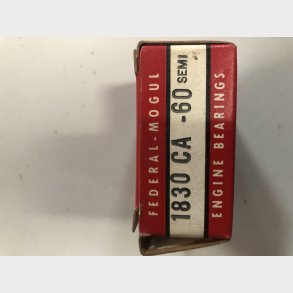 FEDERAL-MOGUL
1830 CA -60 SEMI
ENGINE BEARINGS